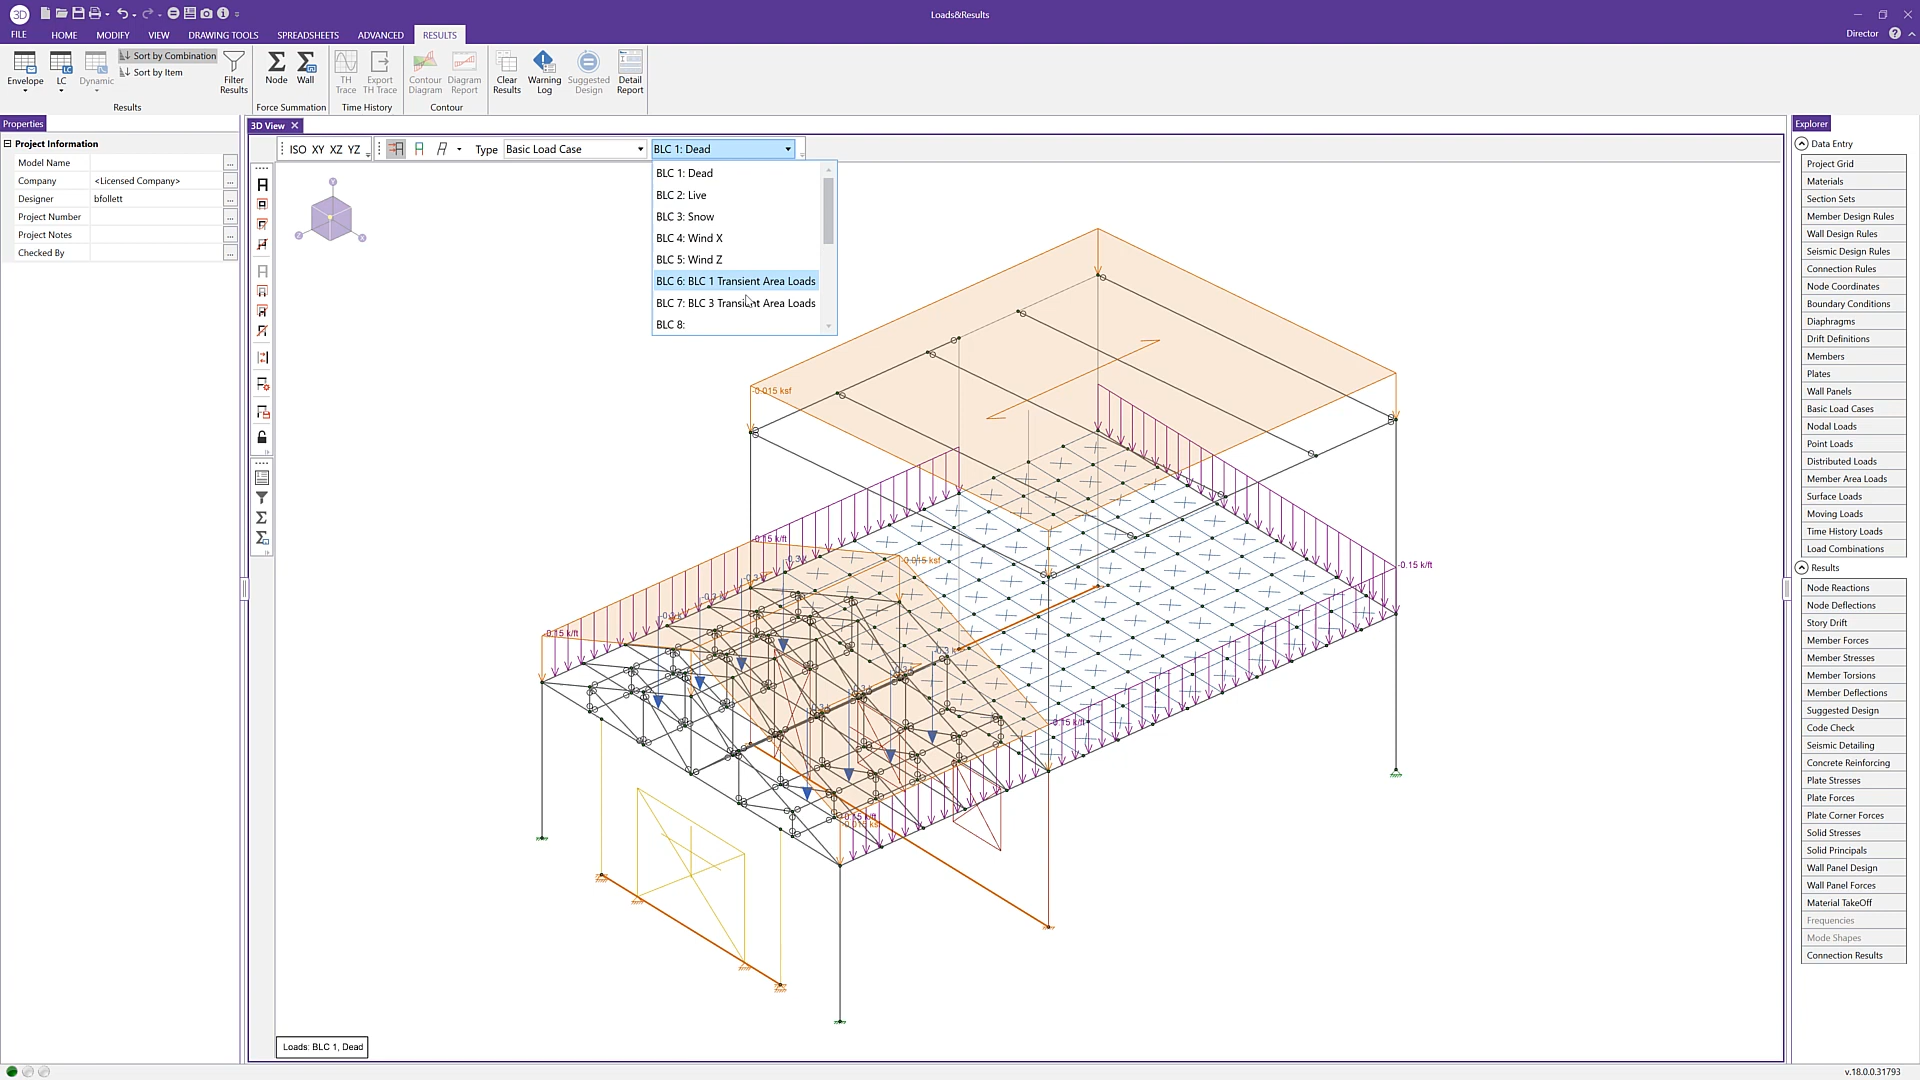 3D
Loads&Results
FILE HOME MODIFY VIEW DRAWING TOOLS SPREADSHEETS ADVANCED RESULTS
Director
Envelope
LC
Dynamic
Sort by Combination
Sort by Item
Filter Results
Results
Node
Wall
Force Summation
TH Trace
Export TH Trace
Time History
Contour Diagram
Diagram Report
Contour
Clear Results
Warning Log
Suggested Design
Detail Report
Properties
Project Information
Model Name
Company <Licensed Company>
Designer bfollett
Project Number
Project Notes
Checked By
3D View
ISO XY XZ YZ
Type Basic Load Case
BLC 1: Dead
BLC 1: Dead
BLC 2: Live
BLC 3: Snow
BLC 4: Wind X
BLC 5: Wind Z
BLC 6: BLC 1 Transient Area Loads
BLC 7: BLC 3 Transient Area Loads
BLC 8:
-0.015 ksf
-0.15 k/ft
-0.15 k/ft
-0.15 k/ft
-0.15 k/ft
Loads: BLC 1, Dead
Explorer
Data Entry
Project Grid
Materials
Section Sets
Member Design Rules
Wall Design Rules
Seismic Design Rules
Connection Rules
Node Coordinates
Boundary Conditions
Diaphragms
Drift Definitions
Members
Plates
Wall Panels
Basic Load Cases
Nodal Loads
Point Loads
Distributed Loads
Member Area Loads
Surface Loads
Moving Loads
Time History Loads
Load Combinations
Results
Node Reactions
Node Deflections
Story Drift
Member Forces
Member Stresses
Member Torsions
Member Deflections
Suggested Design
Code Check
Seismic Detailing
Concrete Reinforcing
Plate Stresses
Plate Forces
Plate Corner Forces
Solid Stresses
Solid Principals
Wall Panel Design
Wall Panel Forces
Material TakeOff
Frequencies
Mode Shapes
Connection Results
v.18.0.0.31793